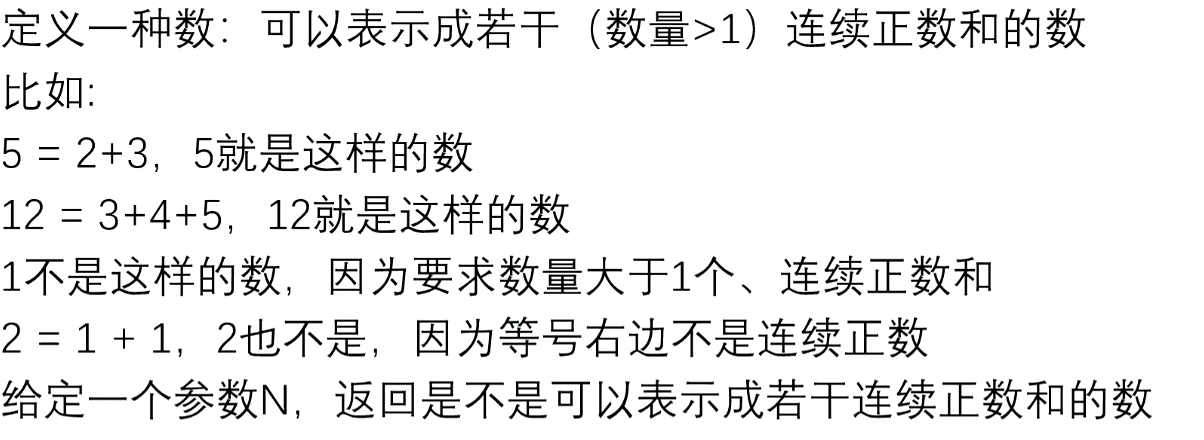 定义一种数：可以表示成若干（数量>1）连续正数和的数
比如:
5 = 2+3，5就是这样的数
12 = 3+4+5，12就是这样的数
1不是这样的数，因为要求数量大于1个、连续正数和
2 = 1 + 1，2也不是，因为等号右边不是连续正数
给定一个参数N，返回是不是可以表示成若干连续正数和的数